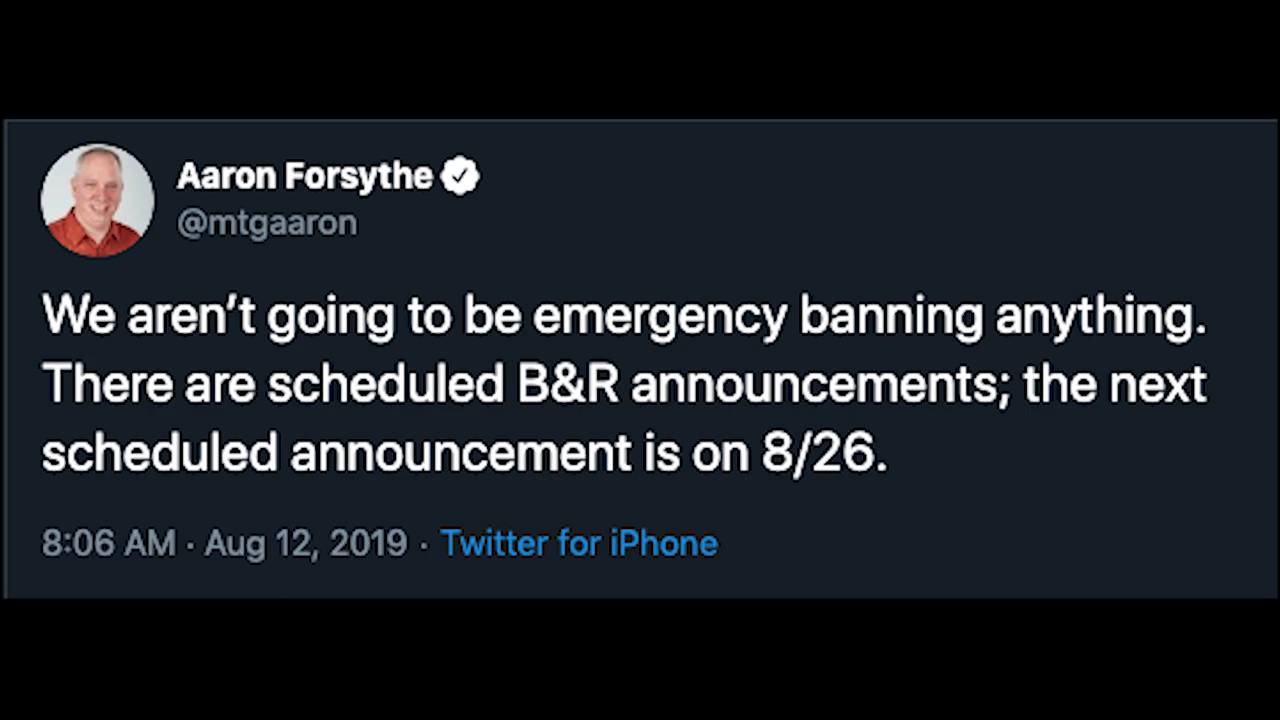 Aaron Forsythe
@mtgaaron
We aren’t going to be emergency banning anything.
There are scheduled B&R announcements; the next
scheduled announcement is on 8/26.
8:06 AM · Aug 12, 2019 · Twitter for iPhone